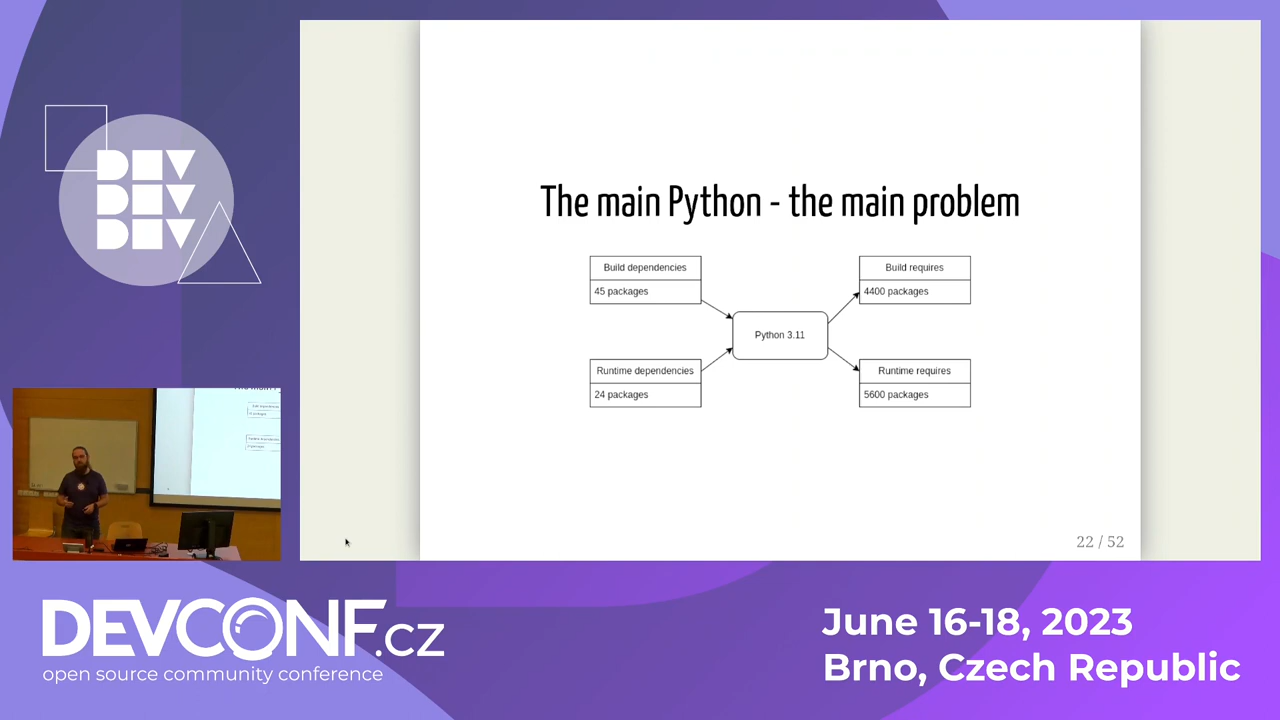 DEV
DEV
DEV
The main Python - the main problem
Build dependencies
45 packages
Build requires
4400 packages
Python 3.11
Runtime dependencies
24 packages
Runtime requires
5600 packages
22 / 52
DEVCONF.cz
open source community conference
June 16-18, 2023
Brno, Czech Republic